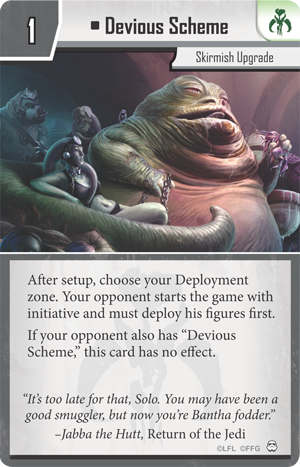 1
▪ Devious Scheme
Skirmish Upgrade
After setup, choose your Deployment
zone. Your opponent starts the game with
initiative and must deploy his figures first.
If your opponent also has “Devious
Scheme,” this card has no effect.
“It’s too late for that, Solo. You may have been a
good smuggler, but now you’re Bantha fodder.”
–Jabba the Hutt, Return of the Jedi
©LFL ©FFG